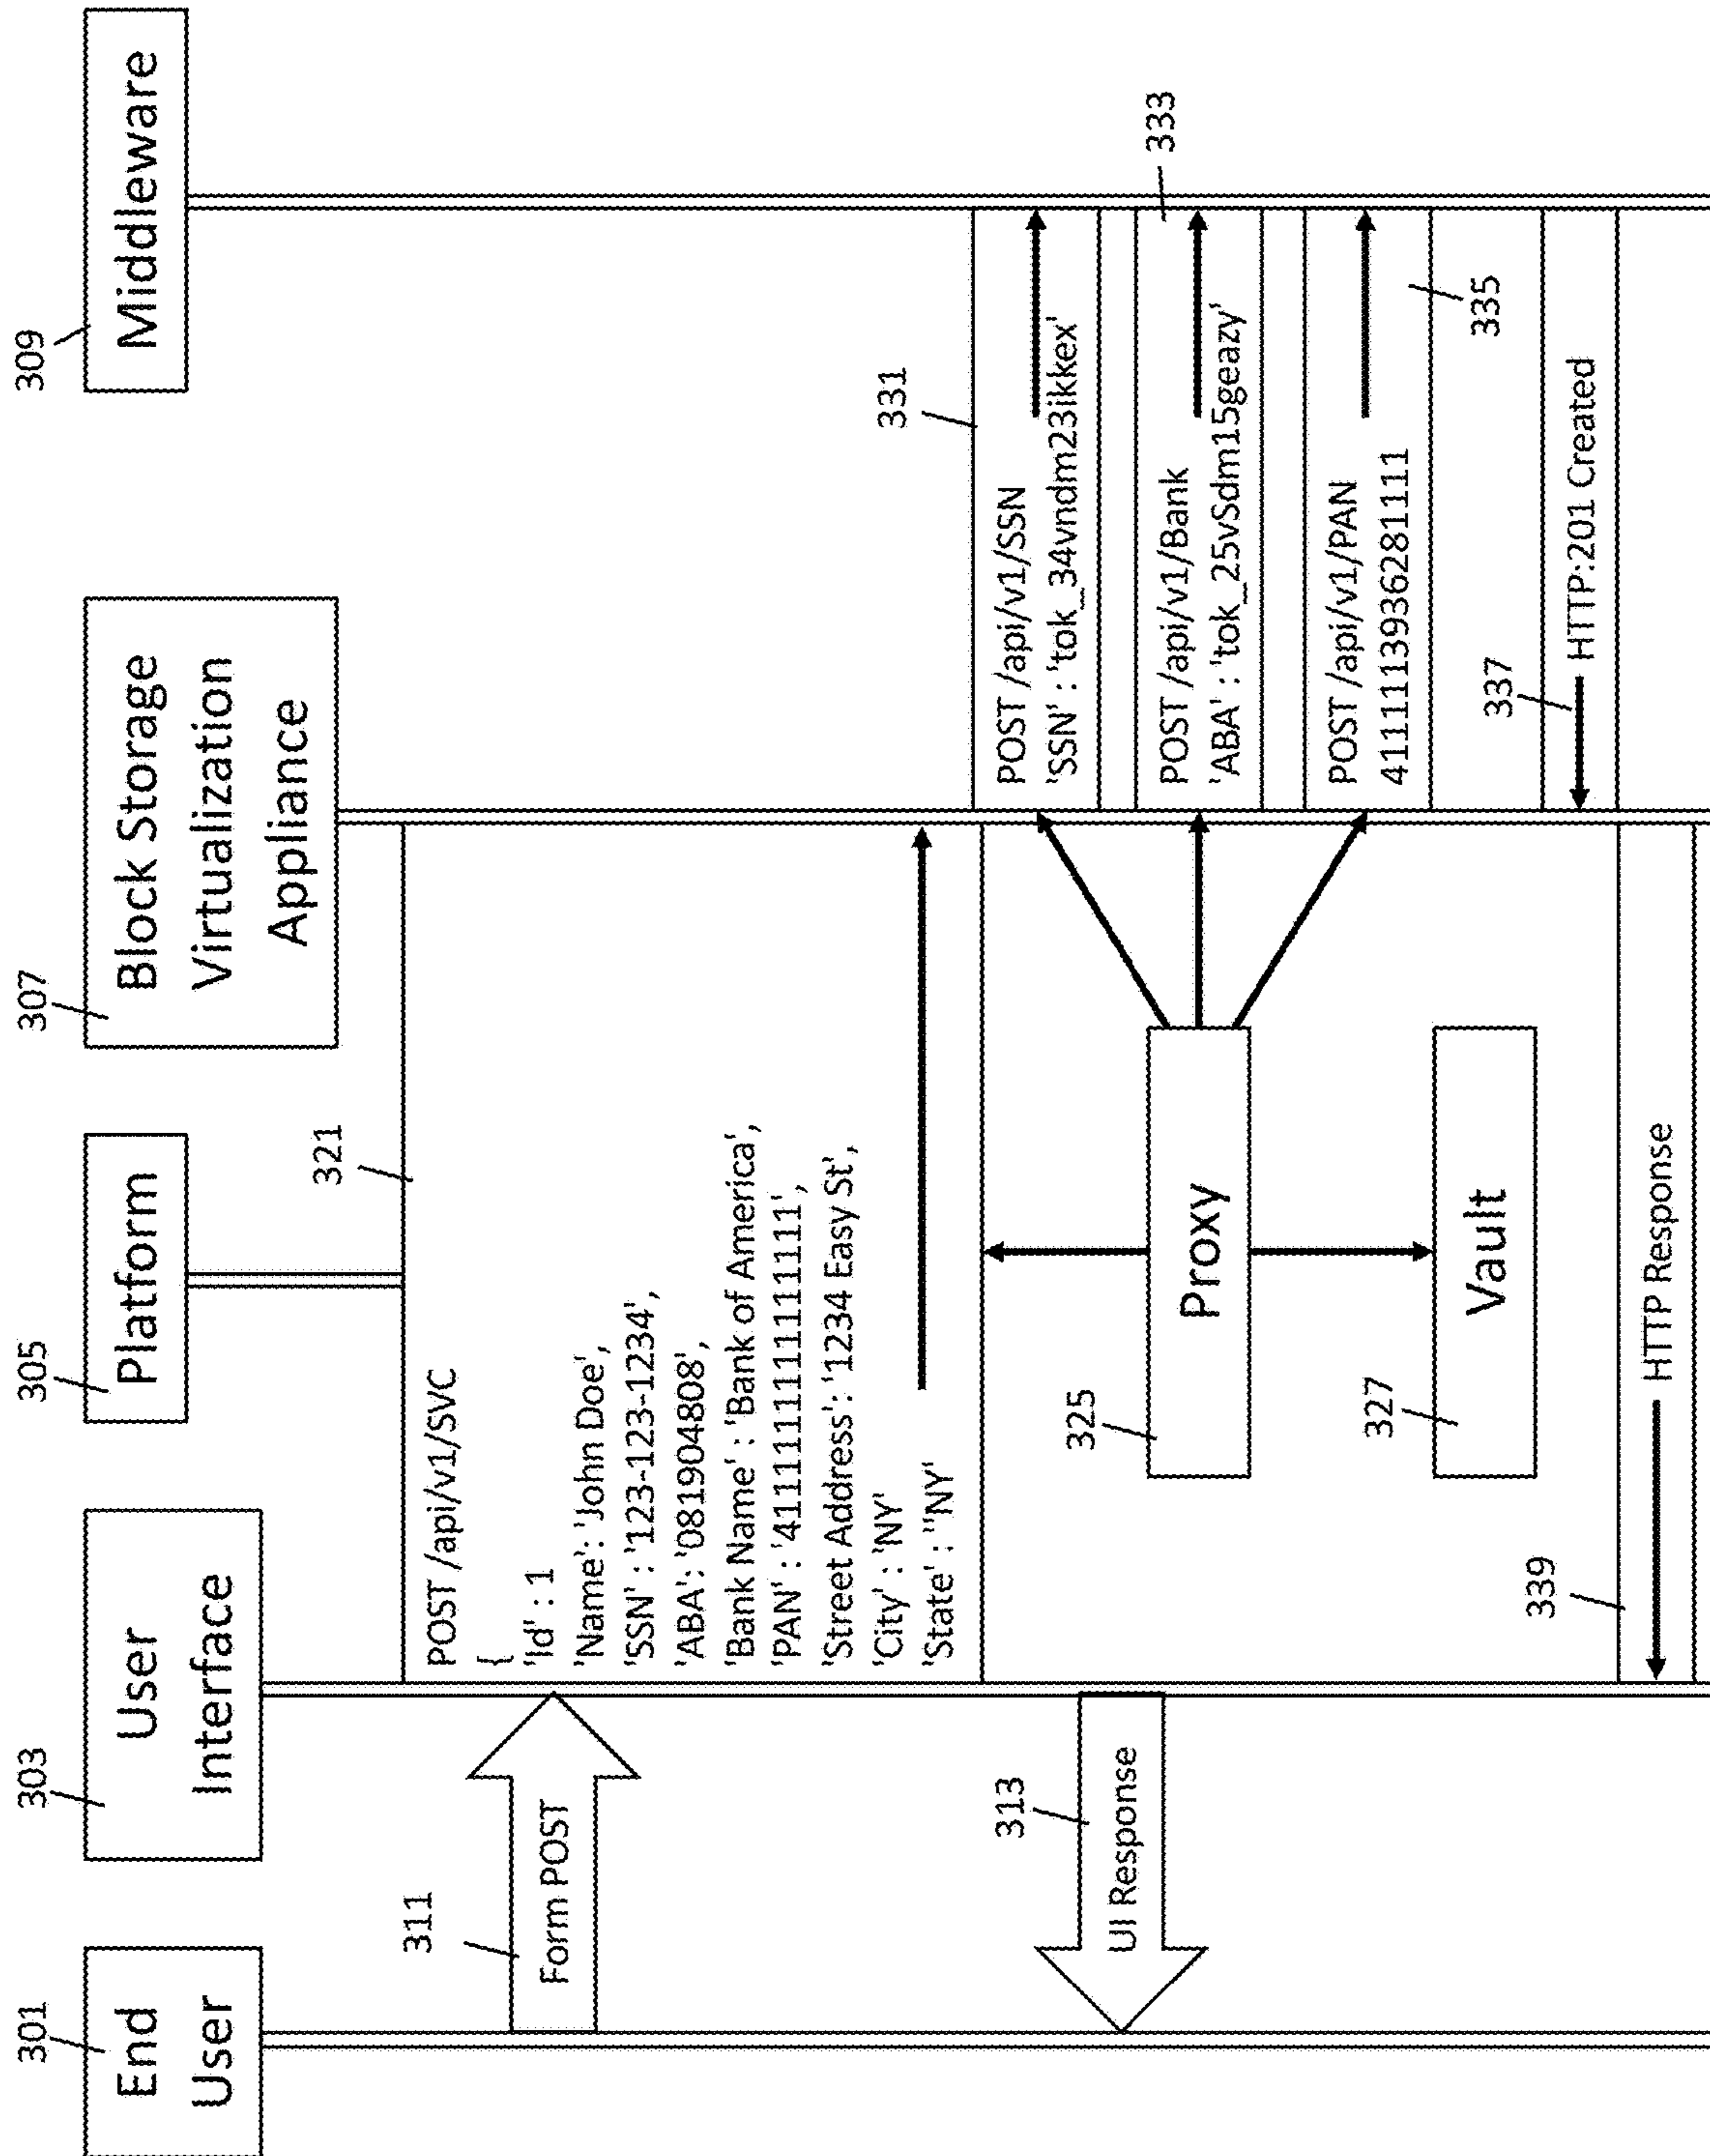 301
End
User
303
User
Interface
305
Platform
307
Block Storage
Virtualization
Appliance
309
Middleware
311
Form POST
321
POST /api/v1/SVC
{
'Id' : 1
'Name': 'John Doe',
'SSN' : '123-123-1234',
'ABA': '081904808',
'Bank Name' : 'Bank of America',
'PAN' : '4111111111111111',
'Street Address': '1234 Easy St',
'City' : 'NY'
'State' : "NY'
331
POST /api/v1/SSN
'SSN' : 'tok_34vndm23ikkex'
313
UI Response
325
Proxy
333
POST /api/v1/Bank
'ABA' : 'tok_25vSdm15geazy'
POST /api/v1/PAN
4111113936281111
335
327
Vault
337
HTTP:201 Created
339
HTTP Response